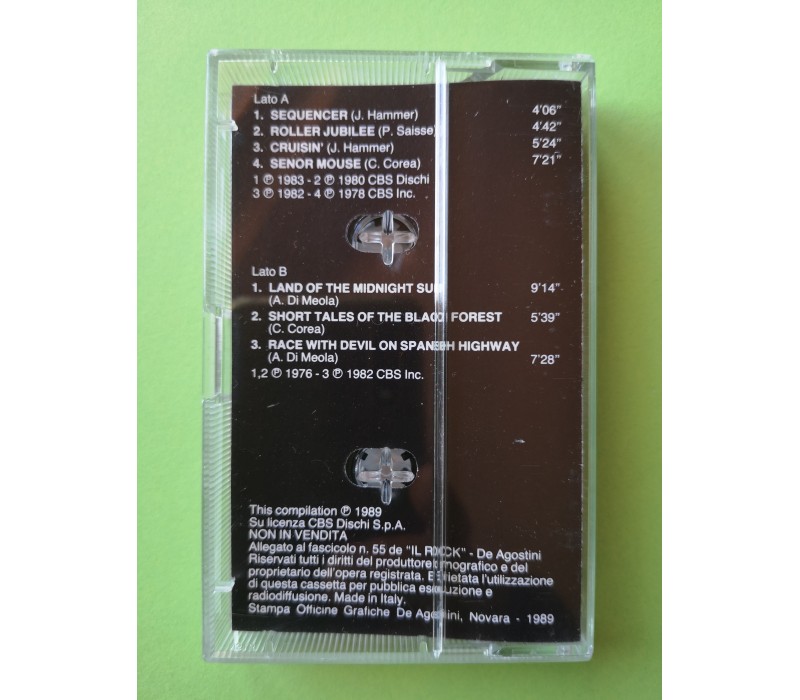 Lato A
1. SEQUENCER (J. Hammer) 4'06"
2. ROLLER JUBILEE (P. Saisse) 4'42"
3. CRUISIN' (J. Hammer) 5'24"
4. SENOR MOUSE (C. Corea) 7'21"
1 ℗ 1983 - 2 ℗ 1980 CBS Dischi
3 ℗ 1982 - 4 ℗ 1978 CBS Inc.
Lato B
1. LAND OF THE MIDNIGHT SUN 9'14"
(A. Di Meola)
2. SHORT TALES OF THE BLACK FOREST 5'39"
(C. Corea)
3. RACE WITH DEVIL ON SPANISH HIGHWAY
(A. Di Meola) 7'28"
1,2 ℗ 1976 - 3 ℗ 1982 CBS Inc.
This compilation ℗ 1989
Su licenza CBS Dischi S.p.A.
NON IN VENDITA
Allegato al fascicolo n. 55 de "IL ROCK" - De Agostini
Riservati tutti i diritti del produttore fonografico e del
proprietario dell'opera registrata. È vietata l'utilizzazione
di questa cassetta per pubblica esecuzione e
radiodiffusione. Made in Italy.
Stampa Officine Grafiche De Agostini, Novara - 1989